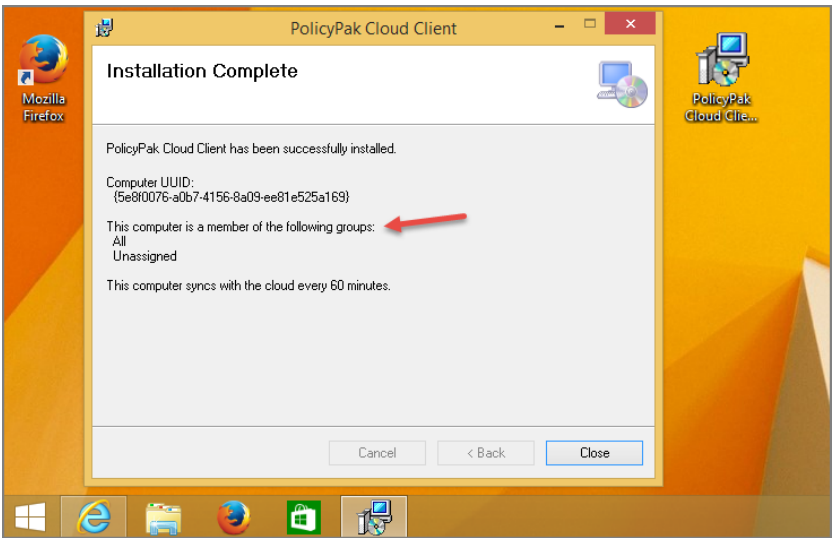 PolicyPak Cloud Client
Installation Complete
Mozilla
Firefox
PolicyPak
Cloud Clie...
PolicyPak Cloud Client has been successfully installed.
Computer UUID:
{5e8f0076-a0b7-4156-8a09-ee81e525a169}
This computer is a member of the following groups:
All
Unassigned
This computer syncs with the cloud every 60 minutes.
Cancel
< Back
Close